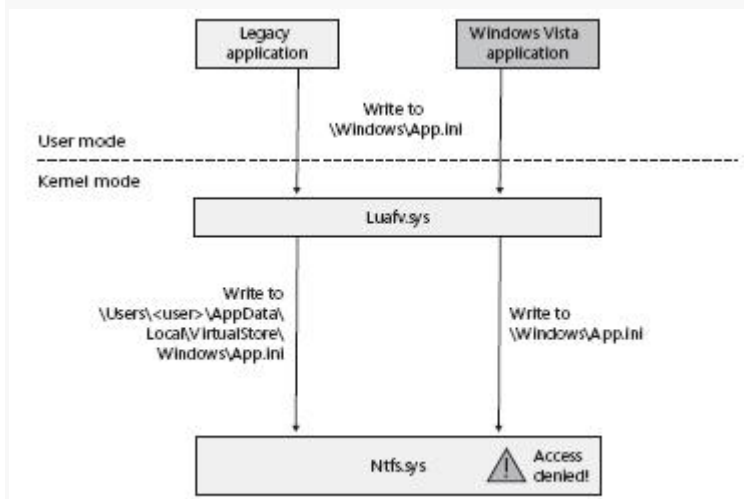 Legacy
application
Windows Vista
application
Write to
\Windows\App.ini
User mode
Kernel mode
Luafv.sys
Write to
\Users\<user>\AppData\
Local\VirtualStore\
Windows\App.ini
Write to
\Windows\App.ini
Ntfs.sys
Access
denied!